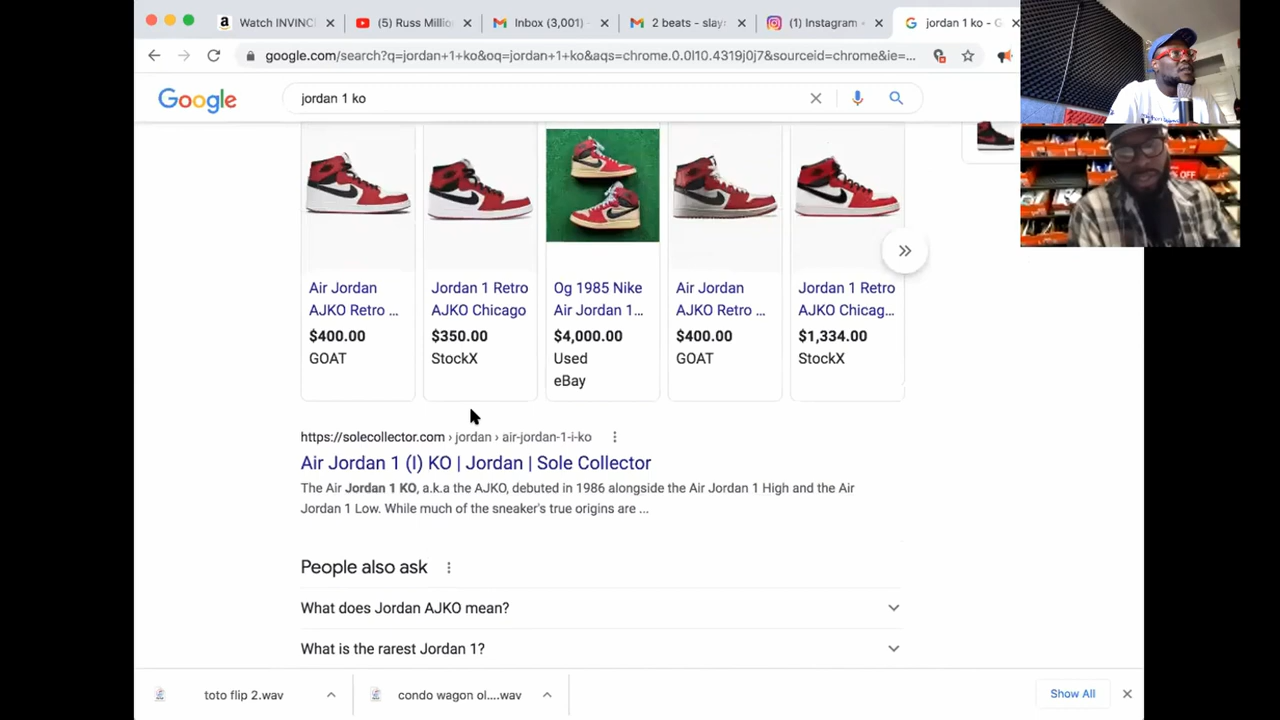 Watch INVINC
(5) Russ Millio
Inbox (3,001) -
2 beats - slay
(1) Instagram
jordan 1 ko - G
google.com/search?q=jordan+1+ko&oq=jordan+1+ko&aqs=chrome.0.0l10.4319j0j7&sourceid=chrome&ie=...
Google
jordan 1 ko
Air Jordan
AJKO Retro ...
$400.00
GOAT
Jordan 1 Retro
AJKO Chicago
$350.00
StockX
Og 1985 Nike
Air Jordan 1...
$4,000.00
Used
eBay
Air Jordan
AJKO Retro ...
$400.00
GOAT
Jordan 1 Retro
AJKO Chicag...
$1,334.00
StockX
https://solecollector.com › jordan › air-jordan-1-i-ko
Air Jordan 1 (I) KO | Jordan | Sole Collector
The Air Jordan 1 KO, a.k.a the AJKO, debuted in 1986 alongside the Air Jordan 1 High and the Air
Jordan 1 Low. While much of the sneaker's true origins are ...
People also ask
What does Jordan AJKO mean?
What is the rarest Jordan 1?
toto flip 2.wav
condo wagon ol....wav
Show All
OFF